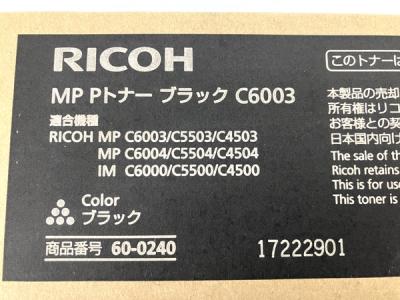 RICOH
MP Pトナー ブラック C6003
適合機種
RICOH MP C6003/C5503/C4503
MP C6004/C5504/C4504
IM C6000/C5500/C4500
Color
ブラック
商品番号 60-0240
17222901
このトナーは
本製品の売却
所有権はリコ
お客様との契
日本国内向け
The sale of the
Ricoh retains
This is for use
This toner is